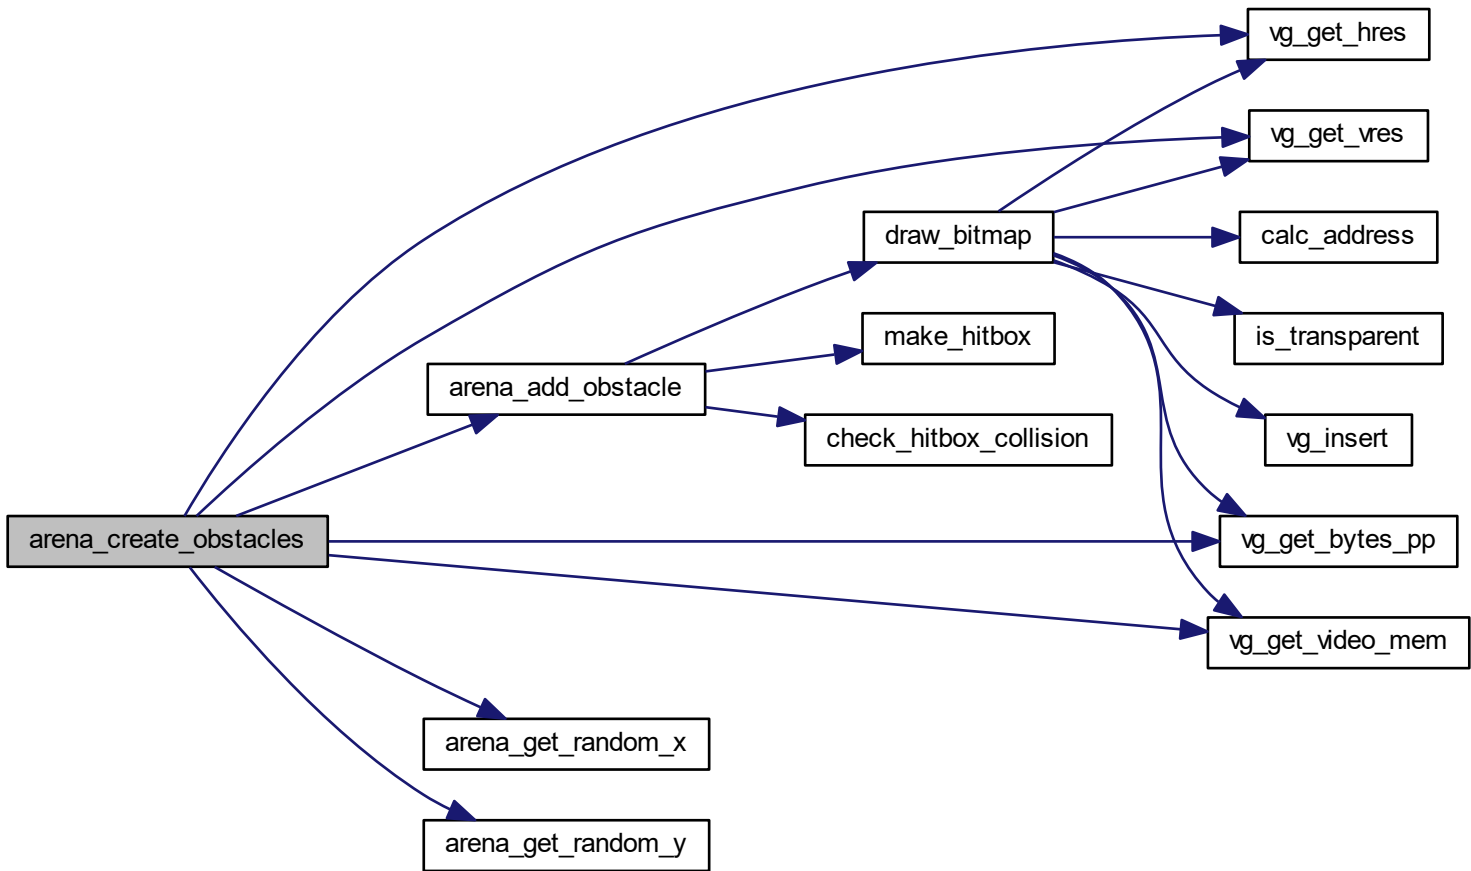 vg_get_hres
vg_get_vres
draw_bitmap
calc_address
make_hitbox
is_transparent
arena_add_obstacle
check_hitbox_collision
vg_insert
arena_create_obstacles
vg_get_bytes_pp
vg_get_video_mem
arena_get_random_x
arena_get_random_y